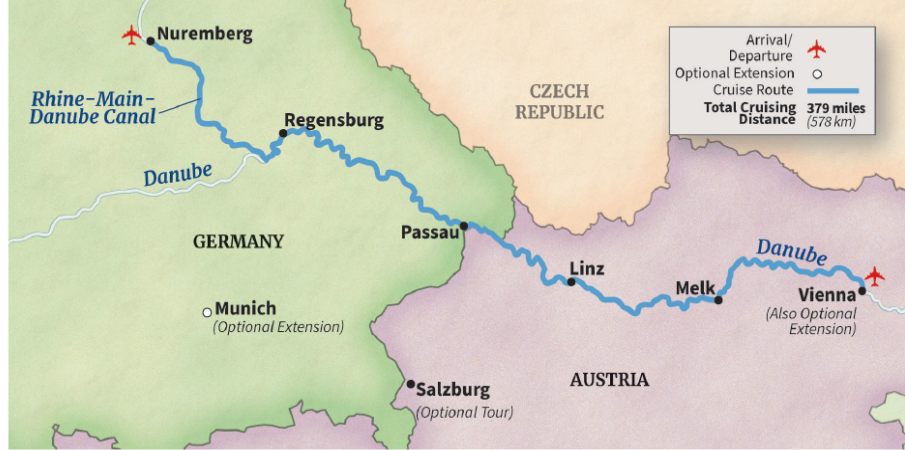 Nuremberg
Rhine–Main–
Danube Canal
Regensburg
Danube
GERMANY
Passau
Munich
(Optional Extension)
Salzburg
(Optional Tour)
CZECH
REPUBLIC
Linz
Melk
Danube
Vienna
(Also Optional
Extension)
AUSTRIA
Arrival/
Departure
Optional Extension
Cruise Route
Total Cruising 379 miles
Distance (578 km)